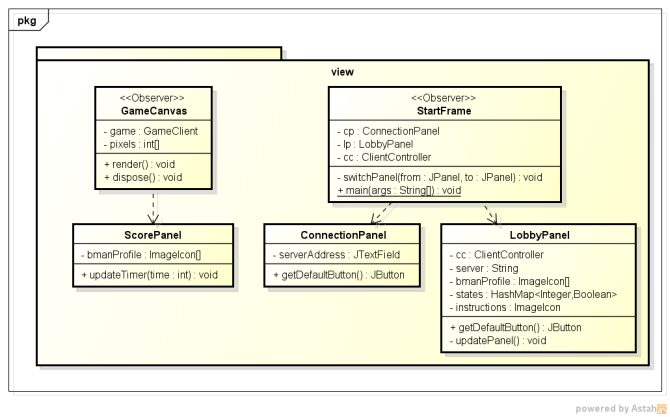 pkg
view
<<Observer>>
GameCanvas
- game : GameClient
- pixels : int[]
+ render() : void
+ dispose() : void
<<Observer>>
StartFrame
- cp : ConnectionPanel
- lp : LobbyPanel
- cc : ClientController
- switchPanel(from : JPanel, to : JPanel) : void
+ main(args : String[]) : void
ScorePanel
- bmanProfile : ImageIcon[]
+ updateTimer(time : int) : void
ConnectionPanel
- serverAddress : JTextField
+ getDefaultButton() : JButton
LobbyPanel
- cc : ClientController
- server : String
- bmanProfile : ImageIcon[]
- states : HashMap<Integer,Boolean>
- instructions : ImageIcon
+ getDefaultButton() : JButton
- updatePanel() : void
powered by Astah